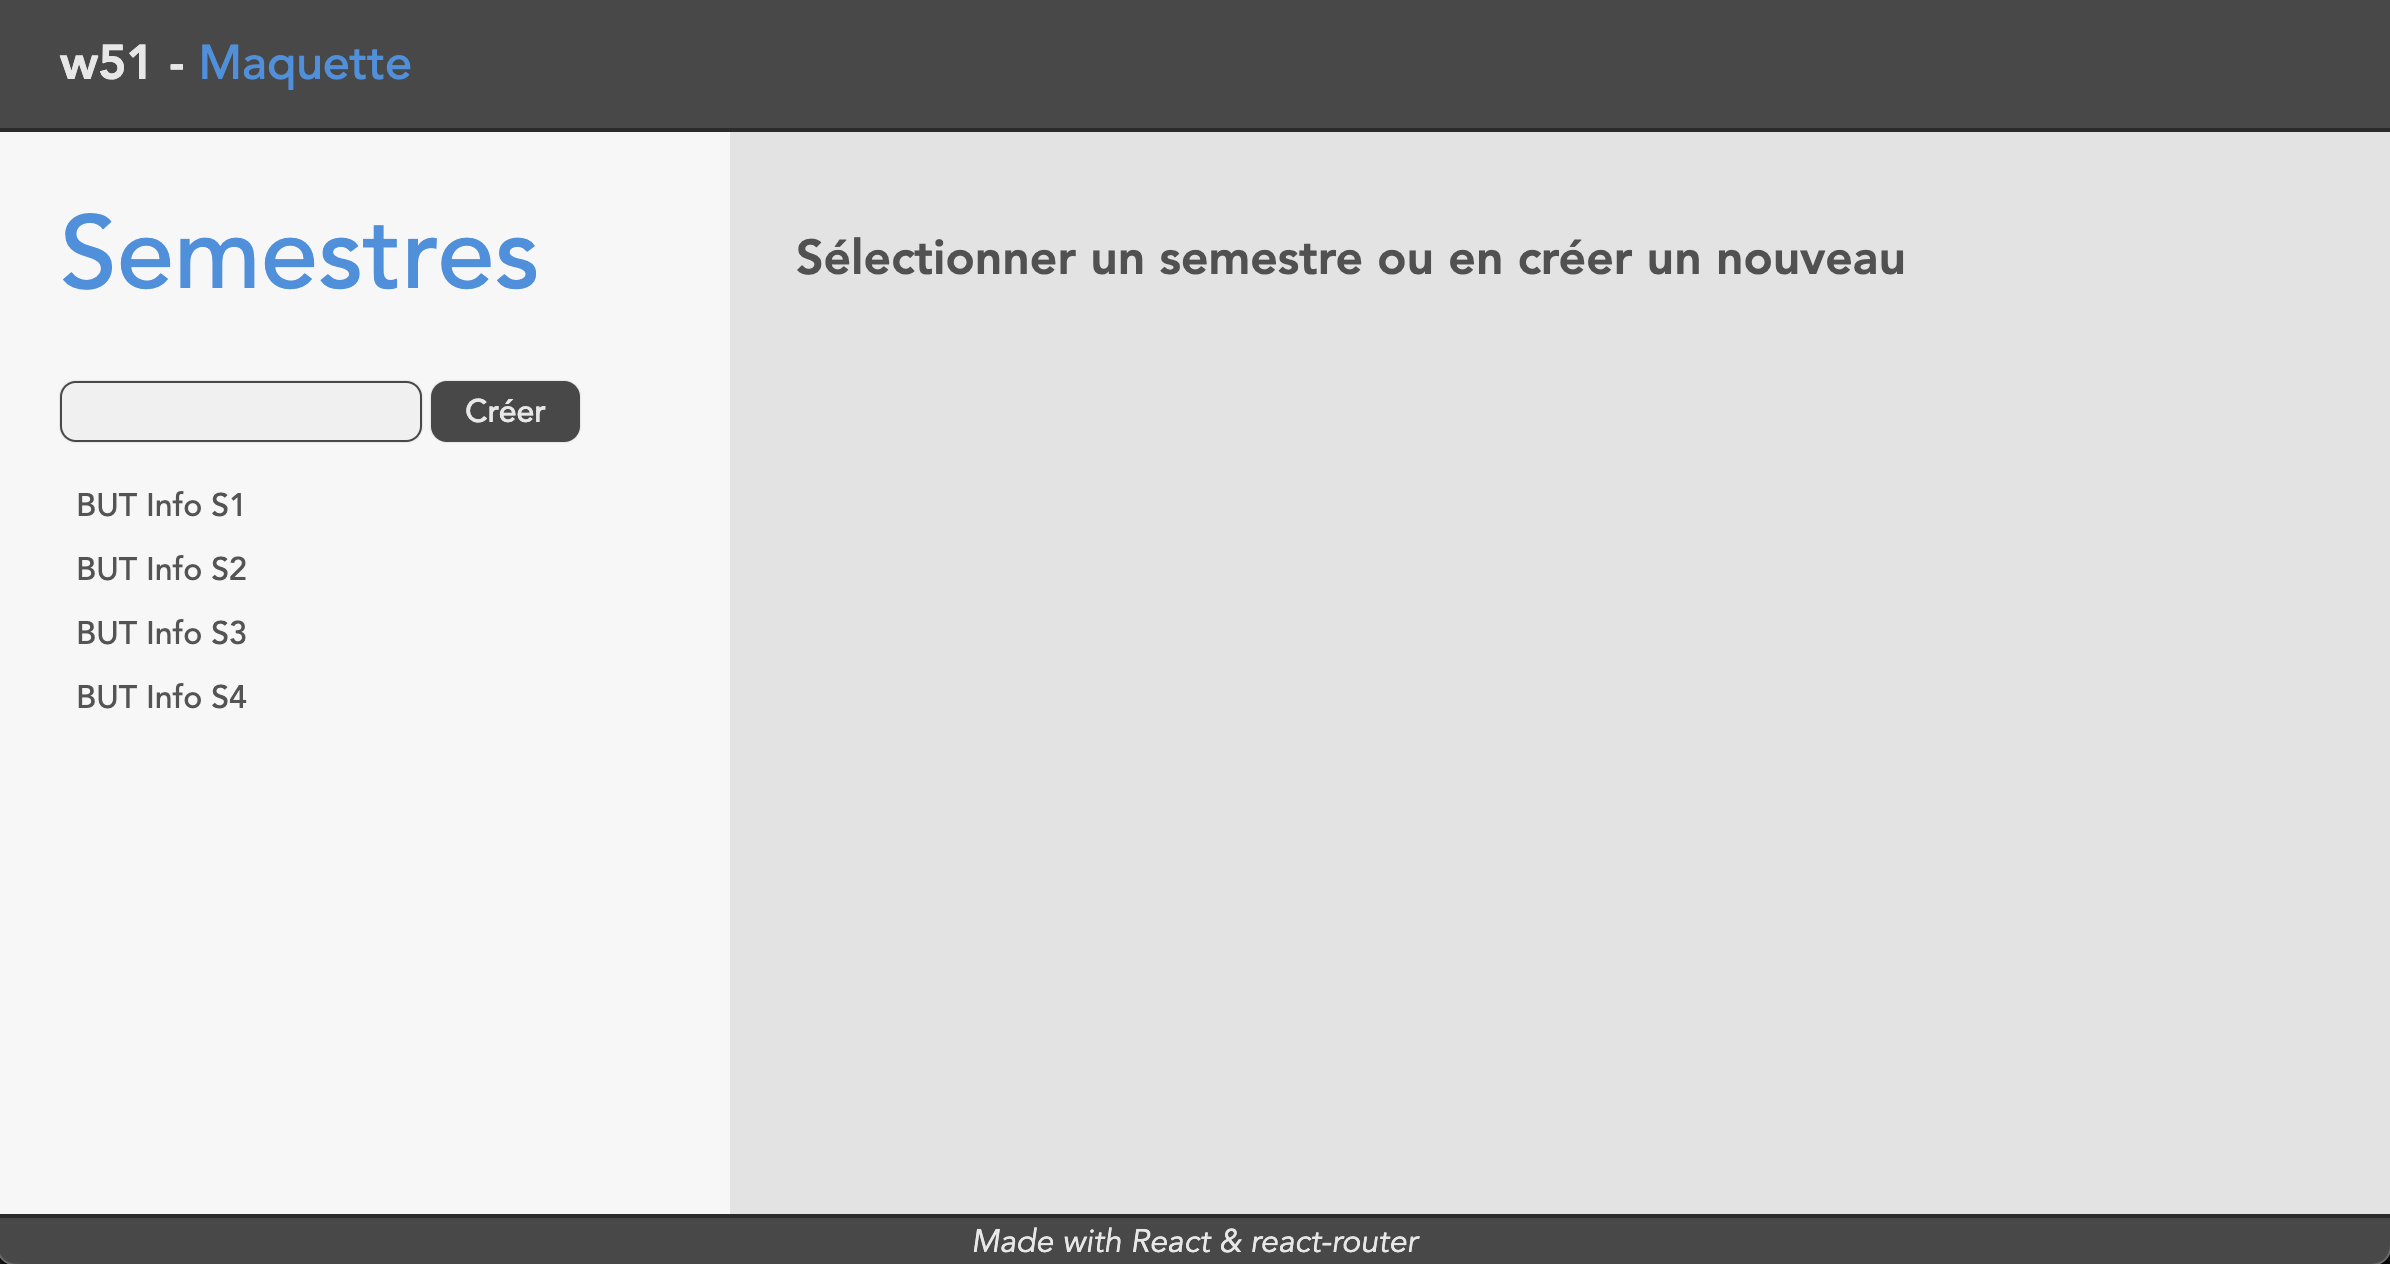 w51 - Maquette
Semestres
Créer
BUT Info S1
BUT Info S2
BUT Info S3
BUT Info S4
Sélectionner un semestre ou en créer un nouveau
Made with React & react-router